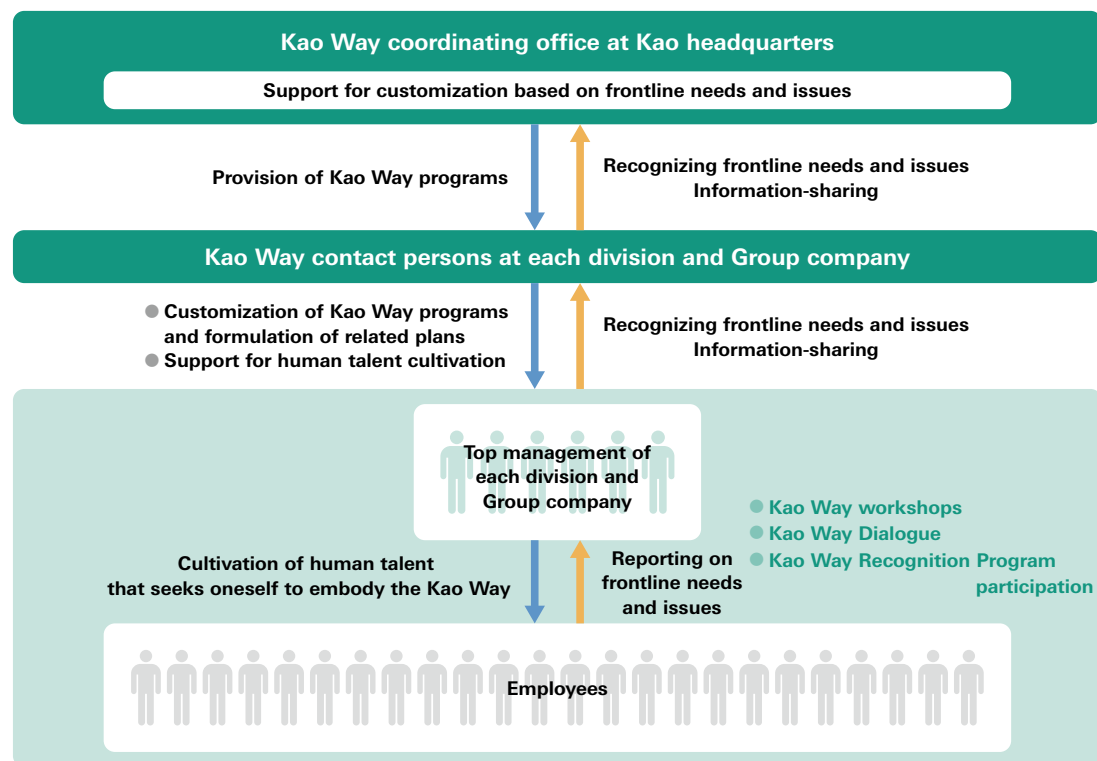 Kao Way coordinating office at Kao headquarters
Support for customization based on frontline needs and issues
Provision of Kao Way programs
Recognizing frontline needs and issues
Information-sharing
Kao Way contact persons at each division and Group company
Customization of Kao Way programs
and formulation of related plans
Support for human talent cultivation
Recognizing frontline needs and issues
Information-sharing
Top management of
each division and
Group company
Kao Way workshops
Kao Way Dialogue
Kao Way Recognition Program
participation
Cultivation of human talent
that seeks oneself to embody the Kao Way
Reporting on
frontline needs
and issues
Employees